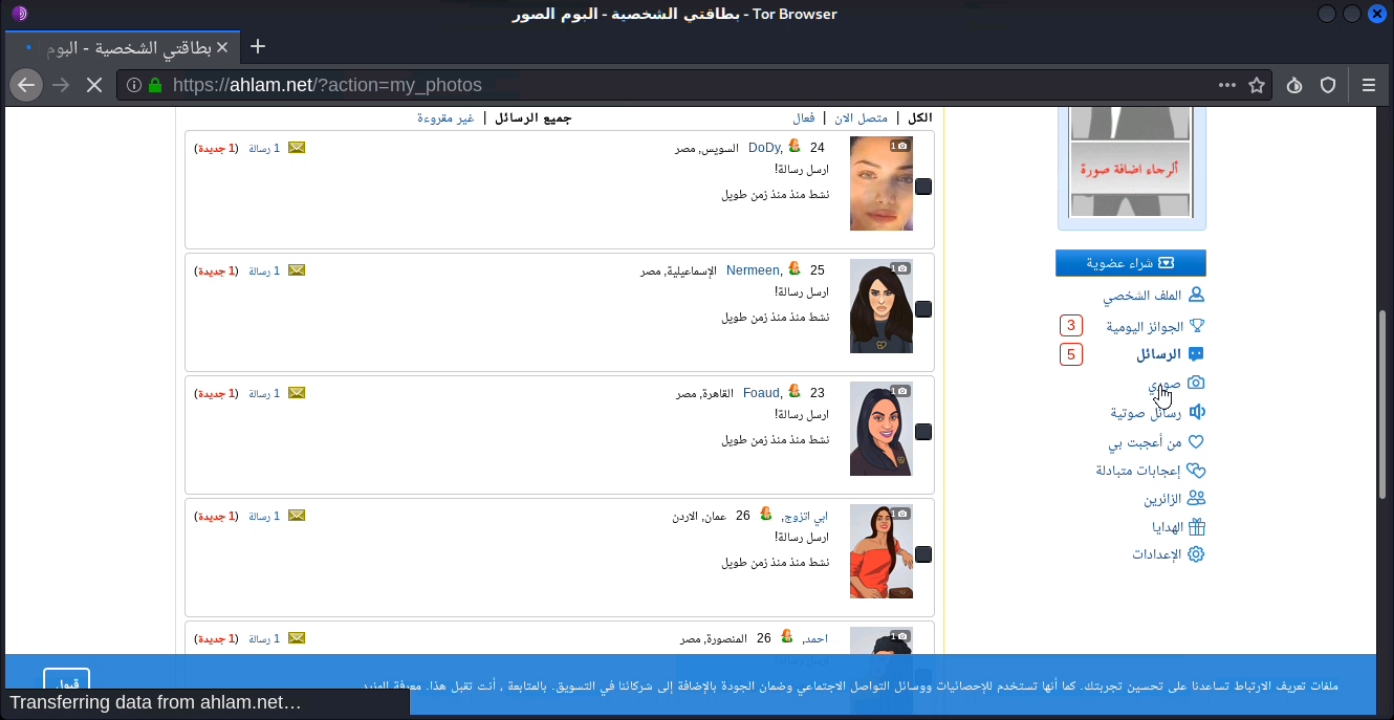 بطاقتي الشخصية - البوم الصور - Tor Browser
بطاقتي الشخصية - البوم
https://ahlam.net/?action=my_photos
الكل | متصل الان | فعال
جميع الرسائل | غير مقروءة
DoDy, 24 السويس, مصر
ارسل رسالة!
نشط منذ منذ زمن طويل
1 رسالة (1 جديدة)
1
Nermeen, 25 الإسماعيلية, مصر
ارسل رسالة!
نشط منذ منذ زمن طويل
1 رسالة (1 جديدة)
1
Foaud, 23 القاهرة, مصر
ارسل رسالة!
نشط منذ منذ زمن طويل
1 رسالة (1 جديدة)
1
ابي اتزوج, 26 عمان, الاردن
ارسل رسالة!
نشط منذ منذ زمن طويل
1 رسالة (1 جديدة)
1
احمد, 26 المنصورة, مصر
1 رسالة (1 جديدة)
1
ألرجاء اضافة صورة
شراء عضوية
الملف الشخصي
الجوائز اليومية 3
الرسائل 5
صوري
رسائل صوتية
من أعجبت بي
إعجابات متبادلة
الزائرين
الهدايا
الإعدادات
ملفات تعريف الارتباط تساعدنا على تحسين تجربتك. كما أنها تستخدم للإحصائيات ووسائل التواصل الاجتماعي وضمان الجودة بالإضافة إلى شركائنا في التسويق. بالمتابعة , أنت تقبل هذا. معرفة المزيد
قبول
Transferring data from ahlam.net…